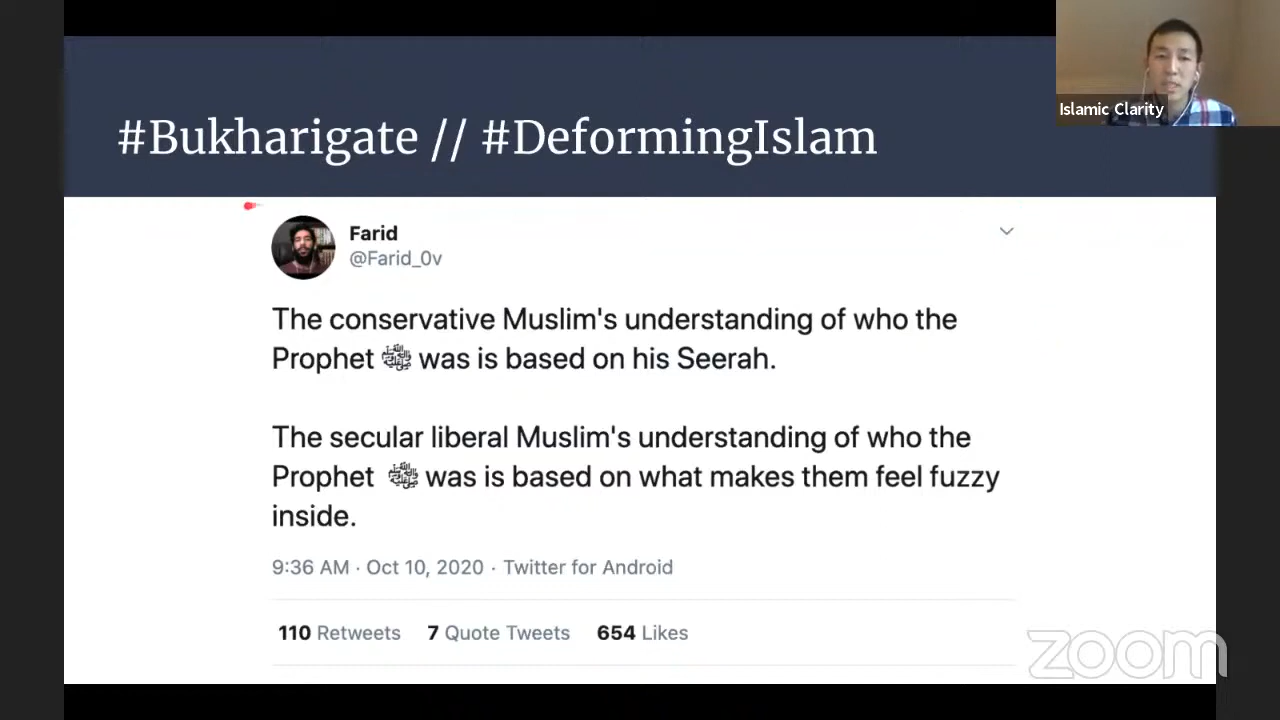 #Bukharigate // #DeformingIslam
Islamic Clarity
Farid
@Farid_0v
The conservative Muslim's understanding of who the
Prophet ﷺ was is based on his Seerah.
The secular liberal Muslim's understanding of who the
Prophet ﷺ was is based on what makes them feel fuzzy
inside.
9:36 AM · Oct 10, 2020 · Twitter for Android
110 Retweets 7 Quote Tweets 654 Likes
zoom